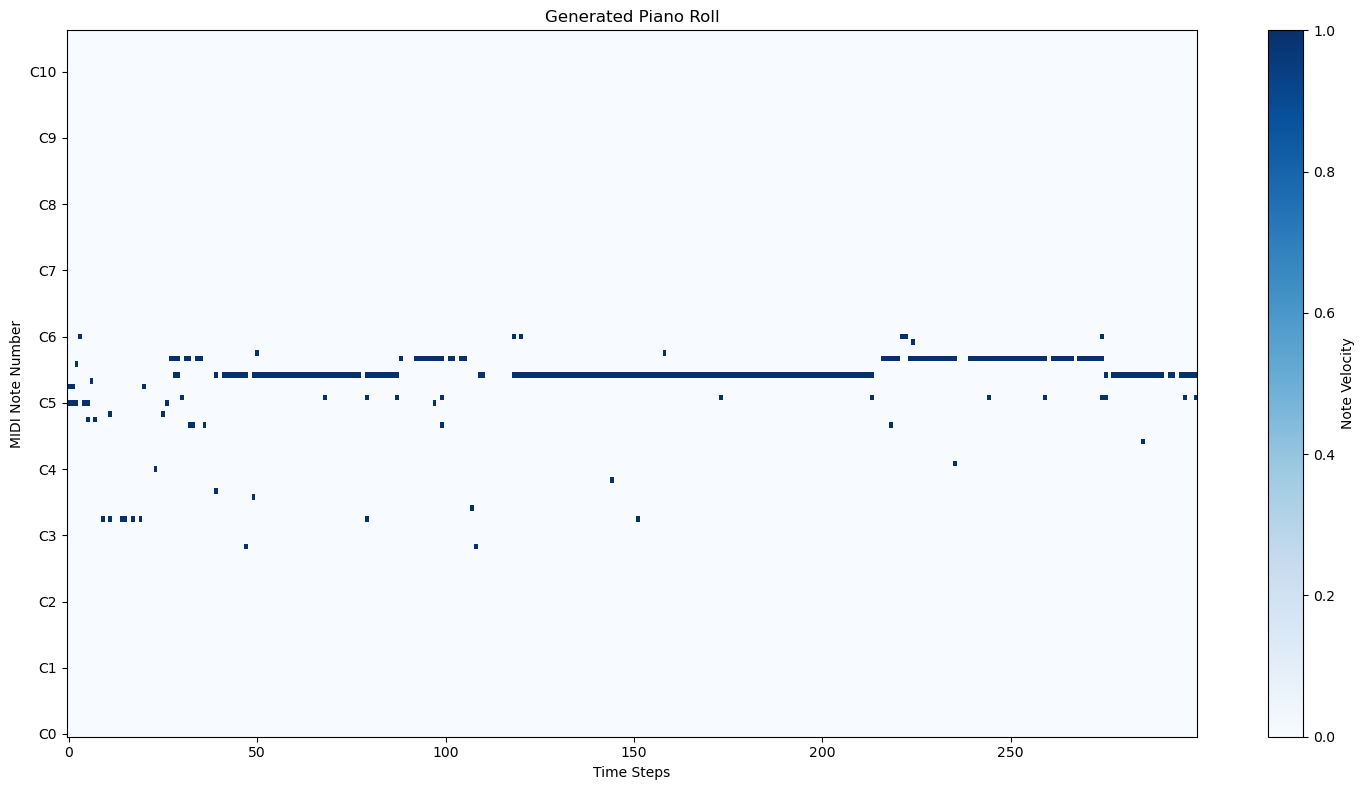 Generated Piano Roll
C10
C9
C8
C7
C6
C5
C4
C3
C2
C1
C0
MIDI Note Number
0
50
100
150
200
250
Time Steps
1.0
0.8
0.6
0.4
0.2
0.0
Note Velocity